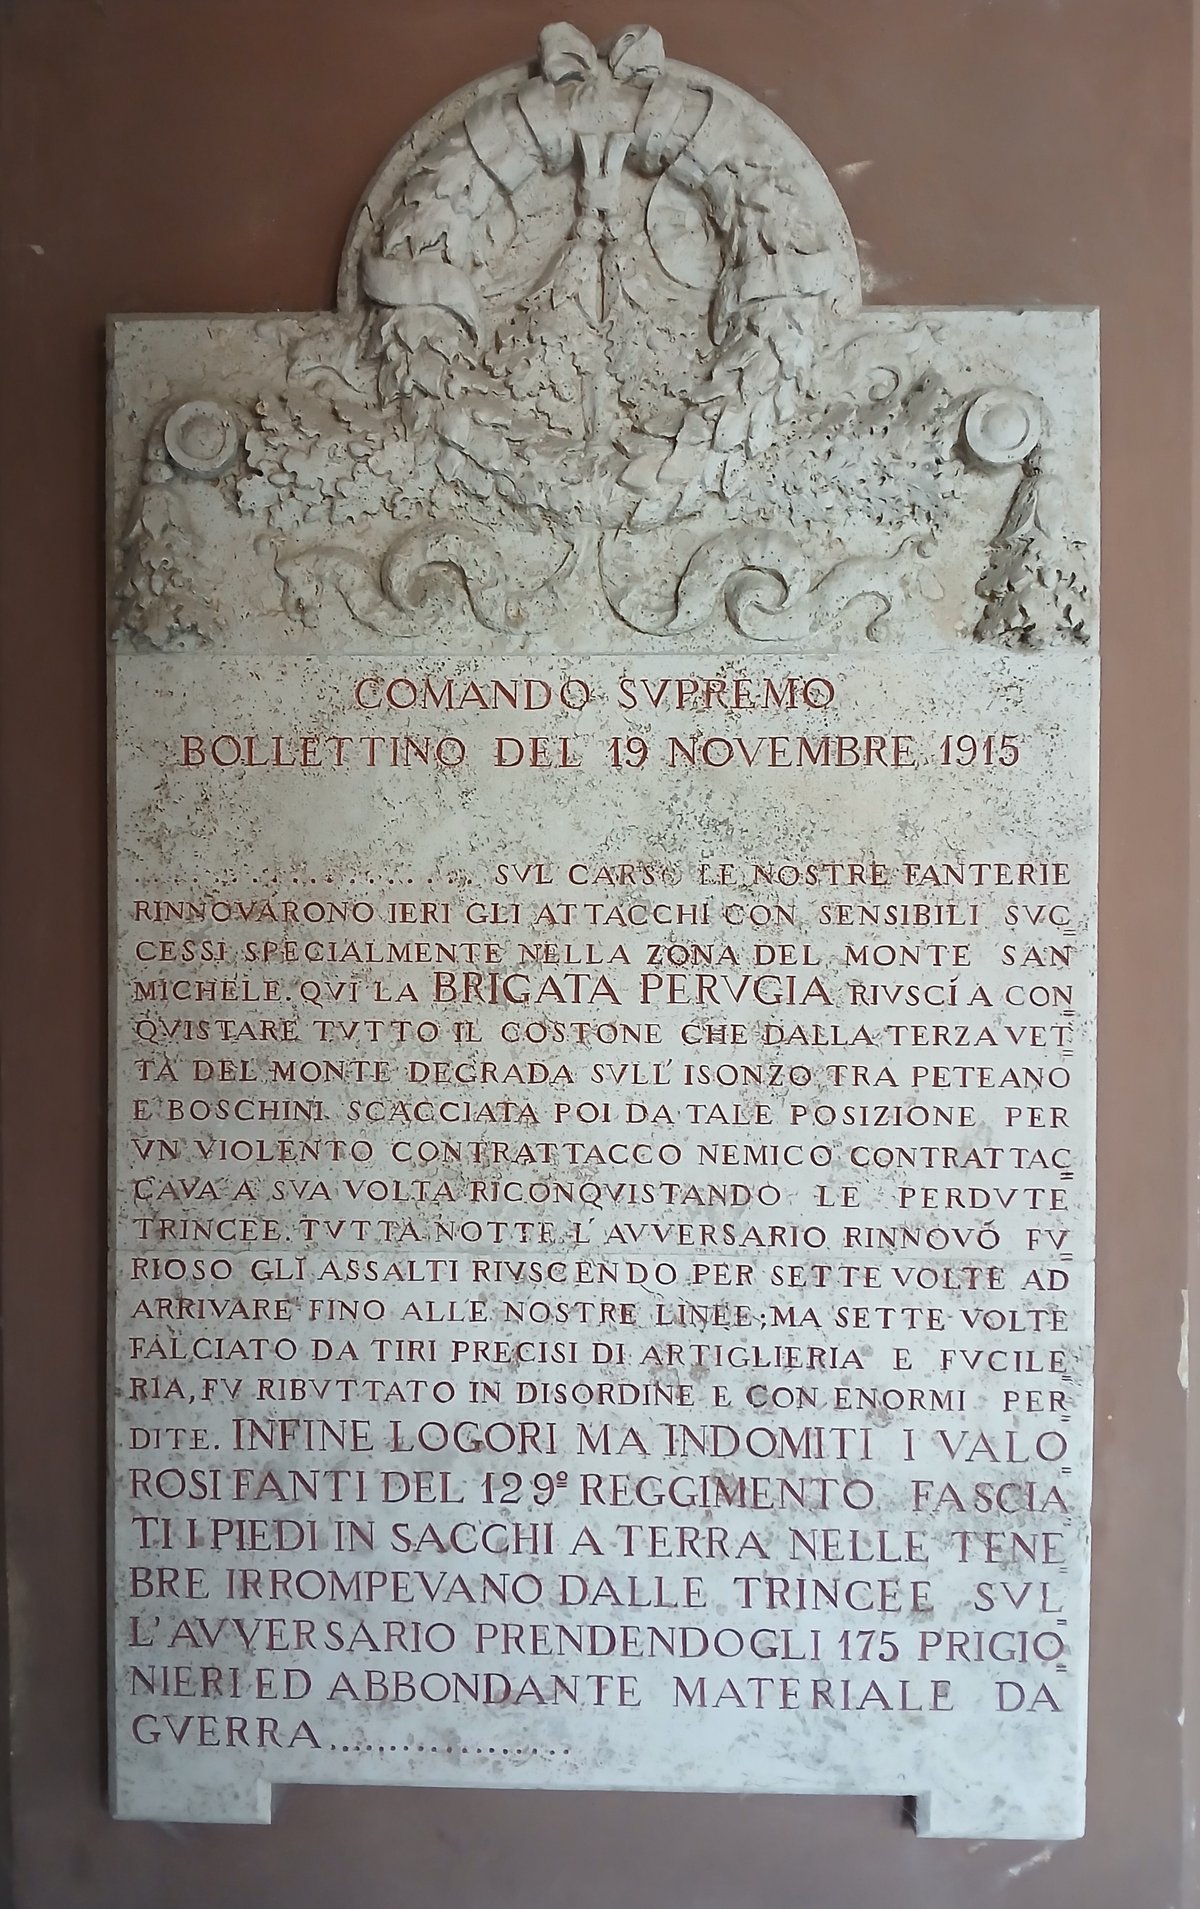 COMANDO SVPREMO
BOLLETTINO DEL 19 NOVEMBRE 1915
.................... SVL CARSO LE NOSTRE FANTERIE
RINNOVARONO IERI GLI ATTACCHI CON SENSIBILI SVC=
CESSI SPECIALMENTE NELLA ZONA DEL MONTE SAN
MICHELE. QVI LA BRIGATA PERVGIA RIVSCÍ A CON=
QVISTARE TVTTO IL COSTONE CHE DALLA TERZA VET=
TA DEL MONTE DEGRADA SVLL'ISONZO TRA PETEANO
E BOSCHINI. SCACCIATA POI DA TALE POSIZIONE PER
VN VIOLENTO CONTRATTACCO NEMICO CONTRATTAC=
CAVA A SVA VOLTA RICONQVISTANDO LE PERDVTE
TRINCEE. TVTTA NOTTE L'AVVERSARIO RINNOVÓ FV=
RIOSO GLI ASSALTI RIVSCENDO PER SETTE VOLTE AD
ARRIVARE FINO ALLE NOSTRE LINEE; MA SETTE VOLTE
FALCIATO DA TIRI PRECISI DI ARTIGLIERIA E FVCILE=
RIA, FV RIBVTTATO IN DISORDINE E CON ENORMI PER=
DITE. INFINE LOGORI MA INDOMITI I VALO=
ROSI FANTI DEL 129º REGGIMENTO FASCIA=
TI I PIEDI IN SACCHI A TERRA NELLE TENE=
BRE IRROMPEVANO DALLE TRINCEE SVL=
L'AVVERSARIO PRENDENDOGLI 175 PRIGIO=
NIERI ED ABBONDANTE MATERIALE DA
GVERRA....................